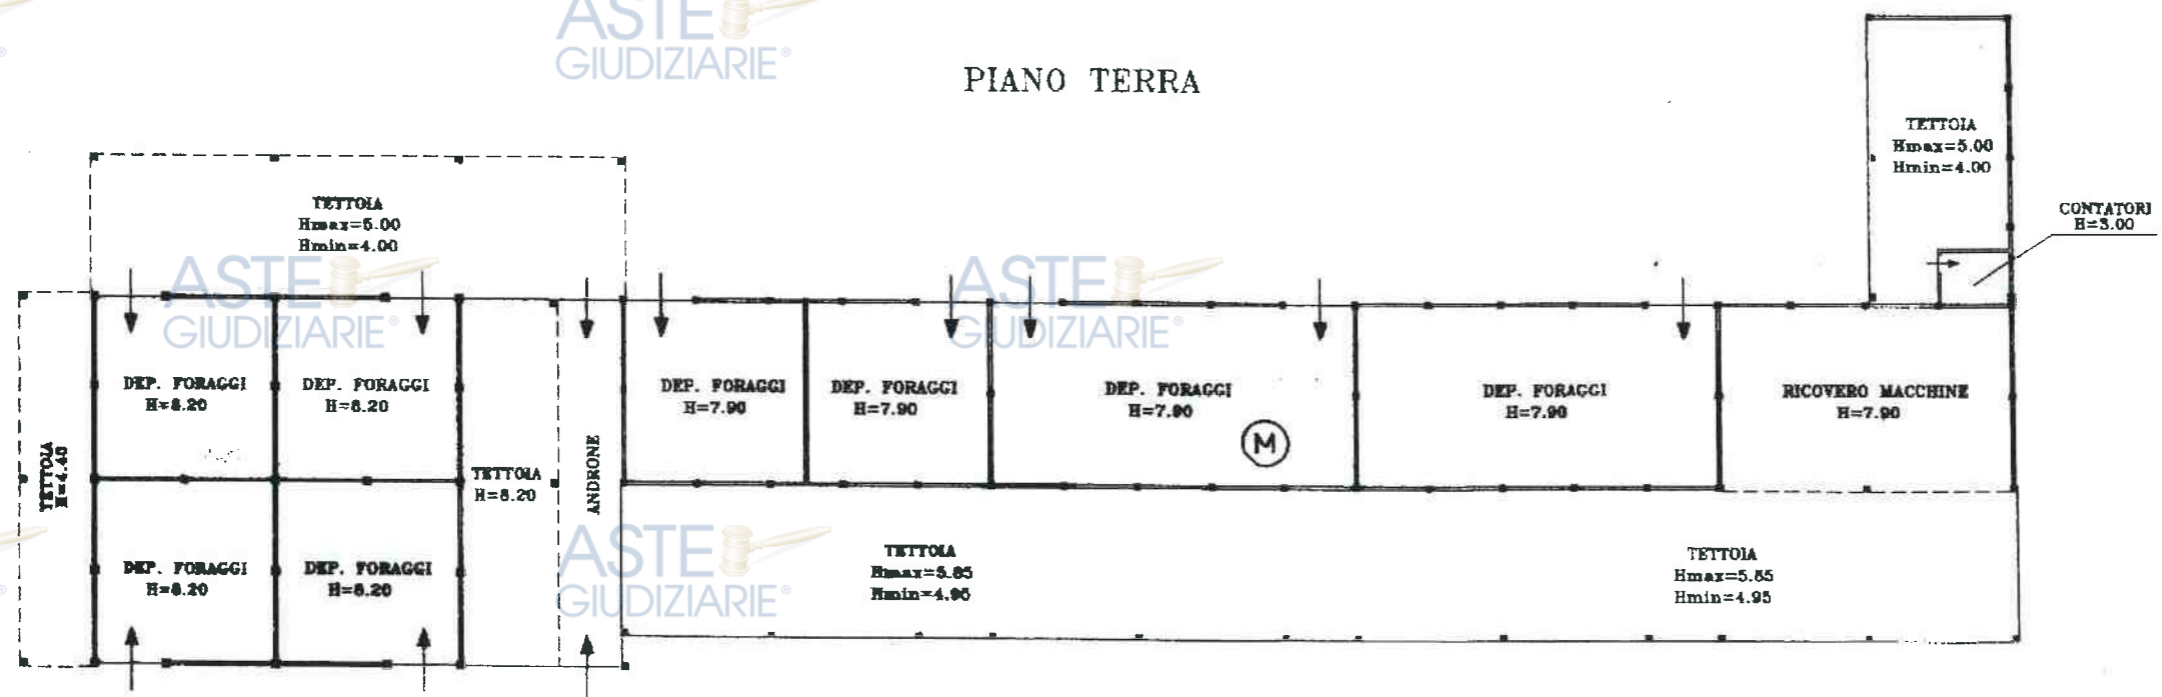 ASTE
GIUDIZIARIE®
PIANO TERRA
TETTOIA
Hmax=5.00
Hmin=4.00
CONTATORI
H=3.00
TETTOIA
Hmax=5.00
Hmin=4.00
ASTE
GIUDIZIARIE®
ASTE
GIUDIZIARIE®
DEP. FORAGGI
H=8.20
DEP. FORAGGI
H=8.20
DEP. FORAGGI
H=7.90
DEP. FORAGGI
H=7.90
DEP. FORAGGI
H=7.90
M
DEP. FORAGGI
H=7.90
RICOVERO MACCHINE
H=7.90
TETTOIA
H=4.40
TETTOIA
H=8.20
ANDRONE
DEP. FORAGGI
H=8.20
DEP. FORAGGI
H=8.20
ASTE
GIUDIZIARIE®
TETTOIA
Hmax=5.85
Hmin=4.95
TETTOIA
Hmax=5.85
Hmin=4.95